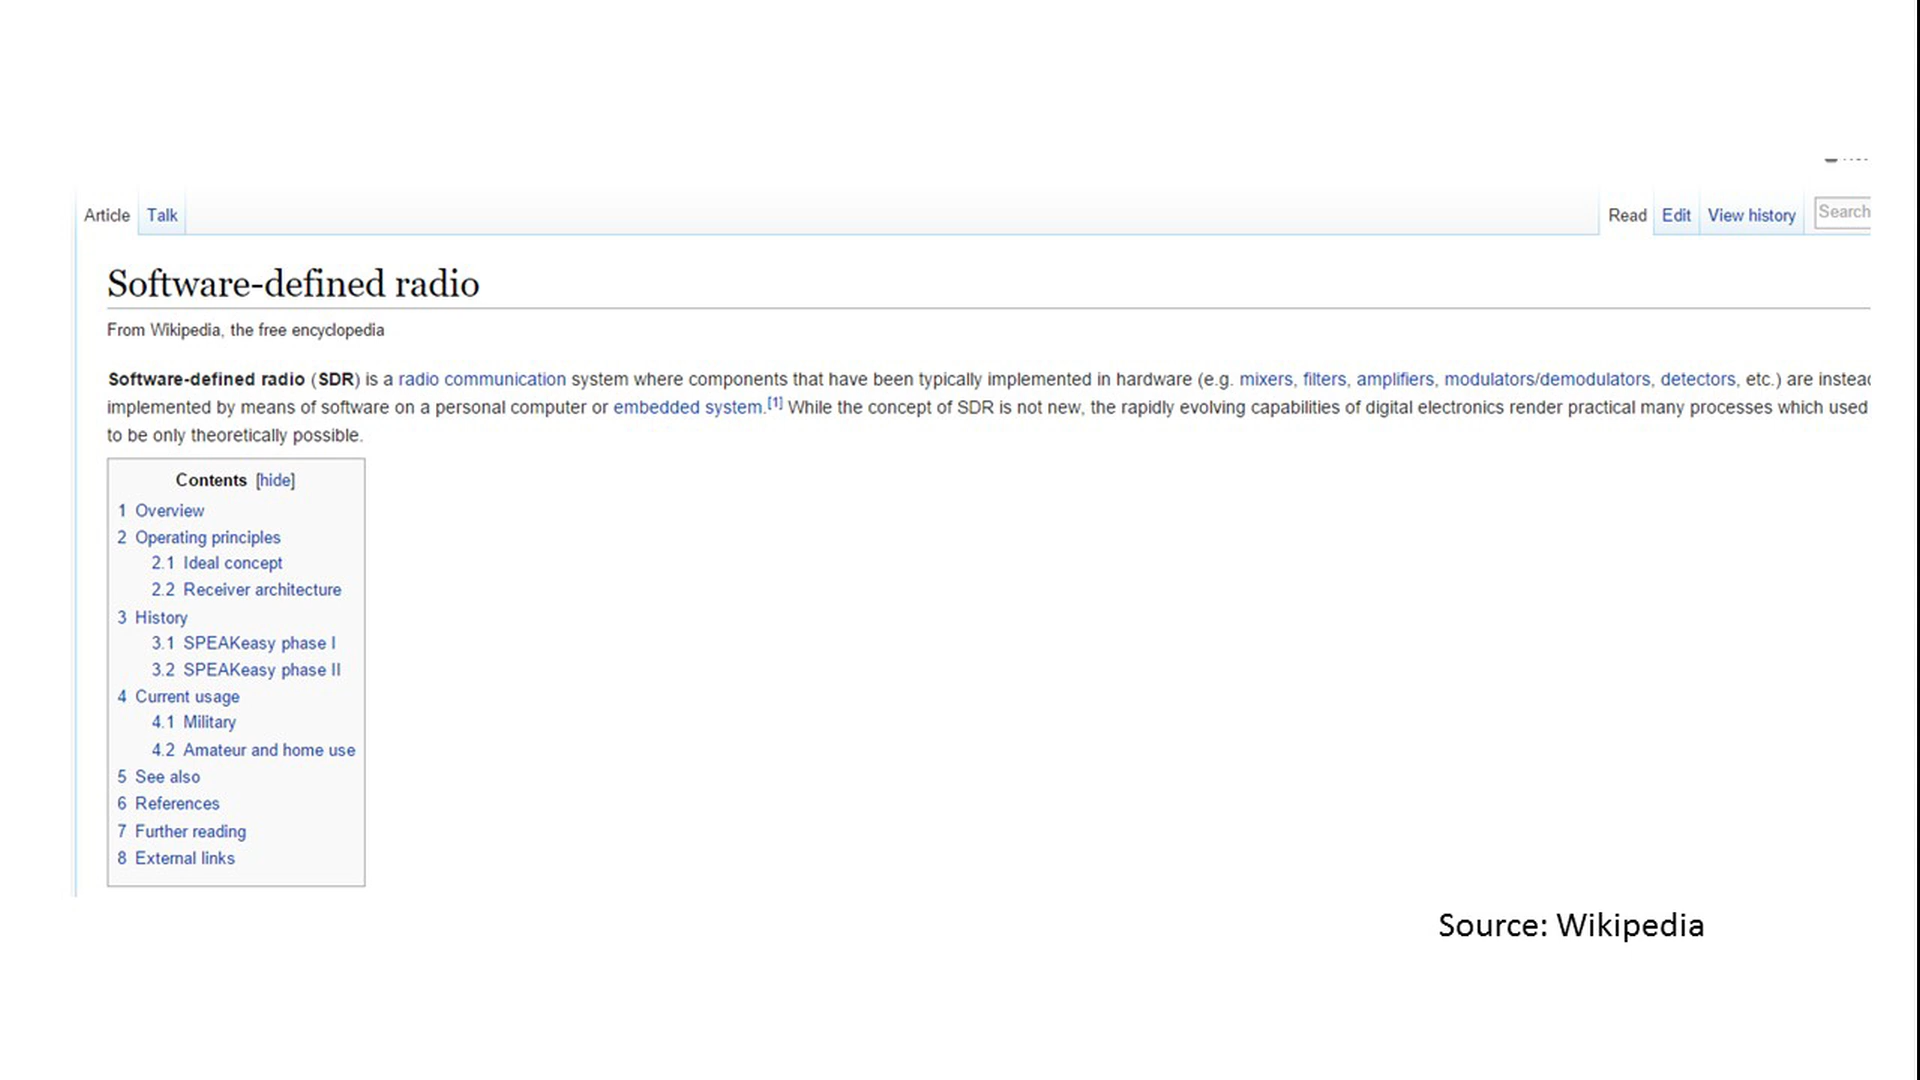 Article Talk Read Edit View history Search
Software-defined radio
From Wikipedia, the free encyclopedia
Software-defined radio (SDR) is a radio communication system where components that have been typically implemented in hardware (e.g. mixers, filters, amplifiers, modulators/demodulators, detectors, etc.) are instead
implemented by means of software on a personal computer or embedded system.[1] While the concept of SDR is not new, the rapidly evolving capabilities of digital electronics render practical many processes which used
to be only theoretically possible.
Contents [hide]
1 Overview
2 Operating principles
2.1 Ideal concept
2.2 Receiver architecture
3 History
3.1 SPEAKeasy phase I
3.2 SPEAKeasy phase II
4 Current usage
4.1 Military
4.2 Amateur and home use
5 See also
6 References
7 Further reading
8 External links
Source: Wikipedia